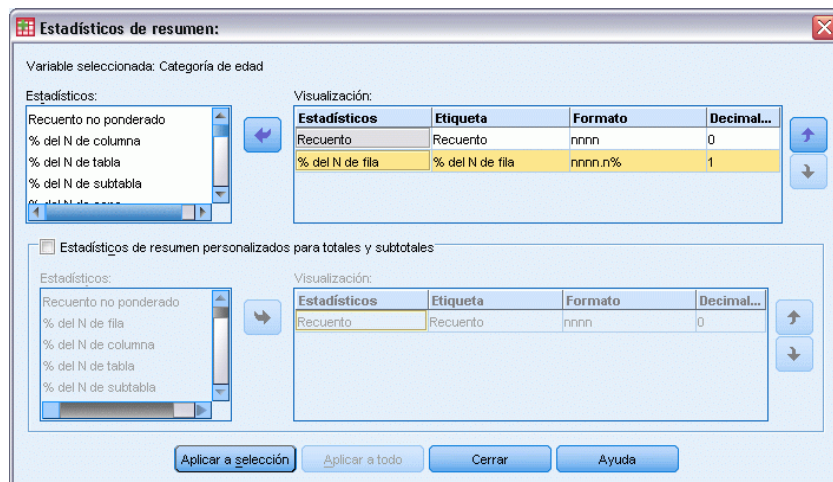 Estadísticos de resumen:
Variable seleccionada: Categoría de edad
Estadísticos:
Recuento no ponderado
% del N de columna
% del N de tabla
% del N de subtabla
Visualización:
Estadísticos Etiqueta Formato Decimal...
Recuento Recuento nnnn 0
% del N de fila % del N de fila nnnn.n% 1
Estadísticos de resumen personalizados para totales y subtotales
Estadísticos:
Recuento no ponderado
% del N de fila
% del N de columna
% del N de tabla
% del N de subtabla
Visualización:
Estadísticos Etiqueta Formato Decimal...
Recuento Recuento nnnn 0
Aplicar a selección Aplicar a todo Cerrar Ayuda